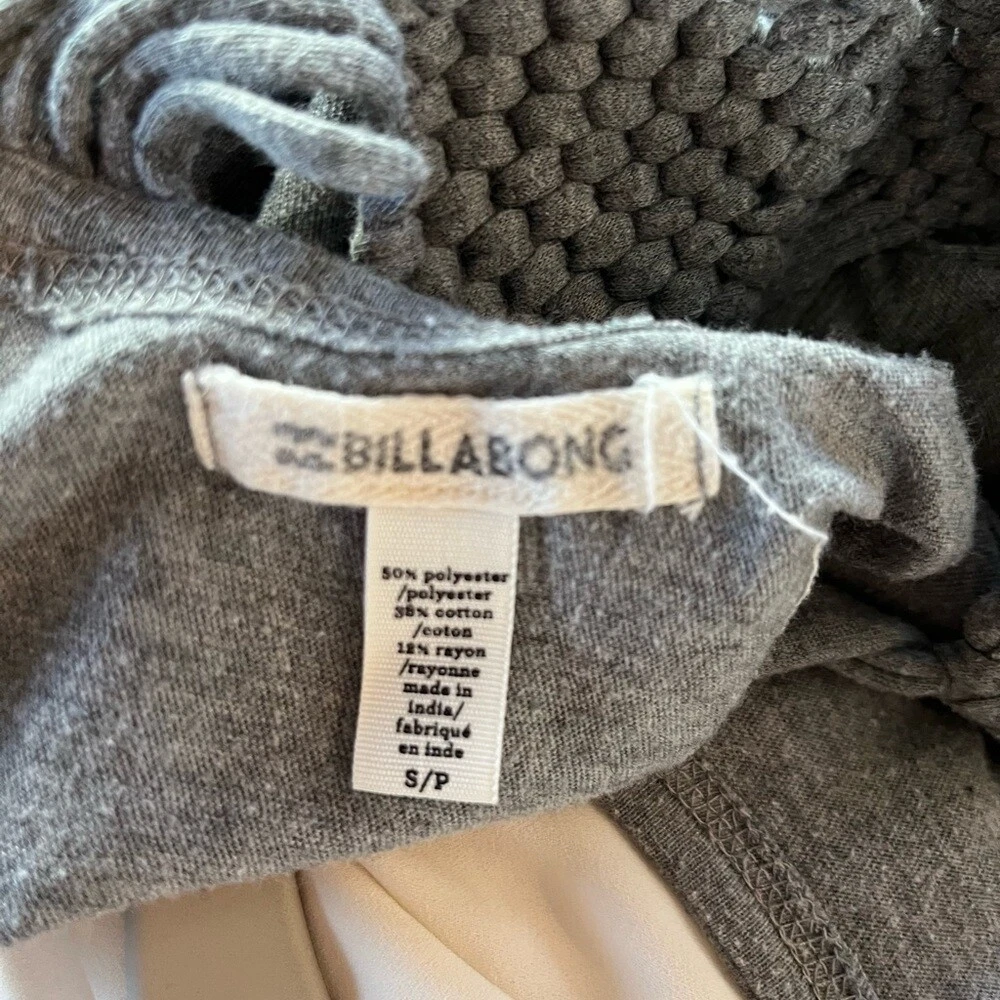 BILLABONG
50% polyester
/polyester
38% cotton
/coton
12% rayon
/rayonne
made in
india/
fabriqué
en inde
S/P